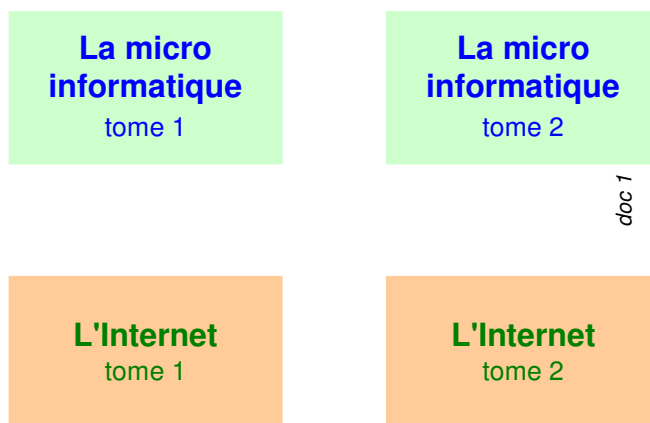 La micro
informatique
tome 1
La micro
informatique
tome 2
doc 1
L'Internet
tome 1
L'Internet
tome 2